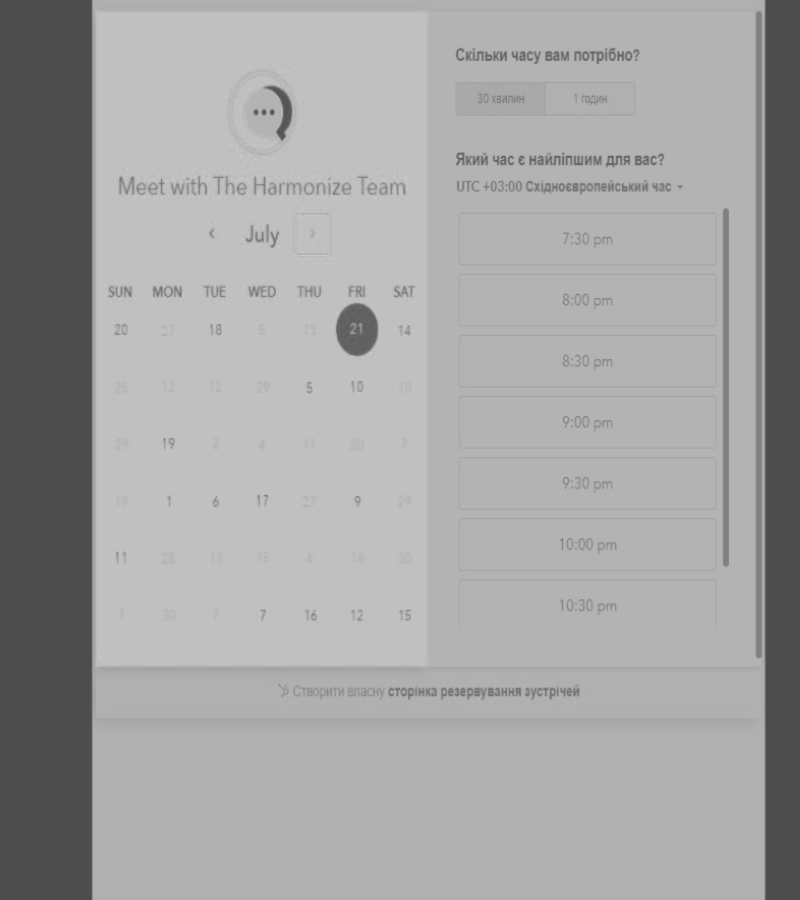 Meet with The Harmonize Team
‹ July ›
SUN MON TUE WED THU FRI SAT
20 27 18 6 13 21 14
25 12 12 29 5 10 10
29 19 2 4 11 20 7
19 1 6 17 27 9 29
11 28 17 15 4 16 30
7 30 7 7 16 12 15
Скільки часу вам потрібно?
30 хвилин 1 годин
Який час є найліпшим для вас?
UTC +03:00 Східноєвропейський час
7:30 pm
8:00 pm
8:30 pm
9:00 pm
9:30 pm
10:00 pm
10:30 pm
Створити власну сторінка резервування зустрічей